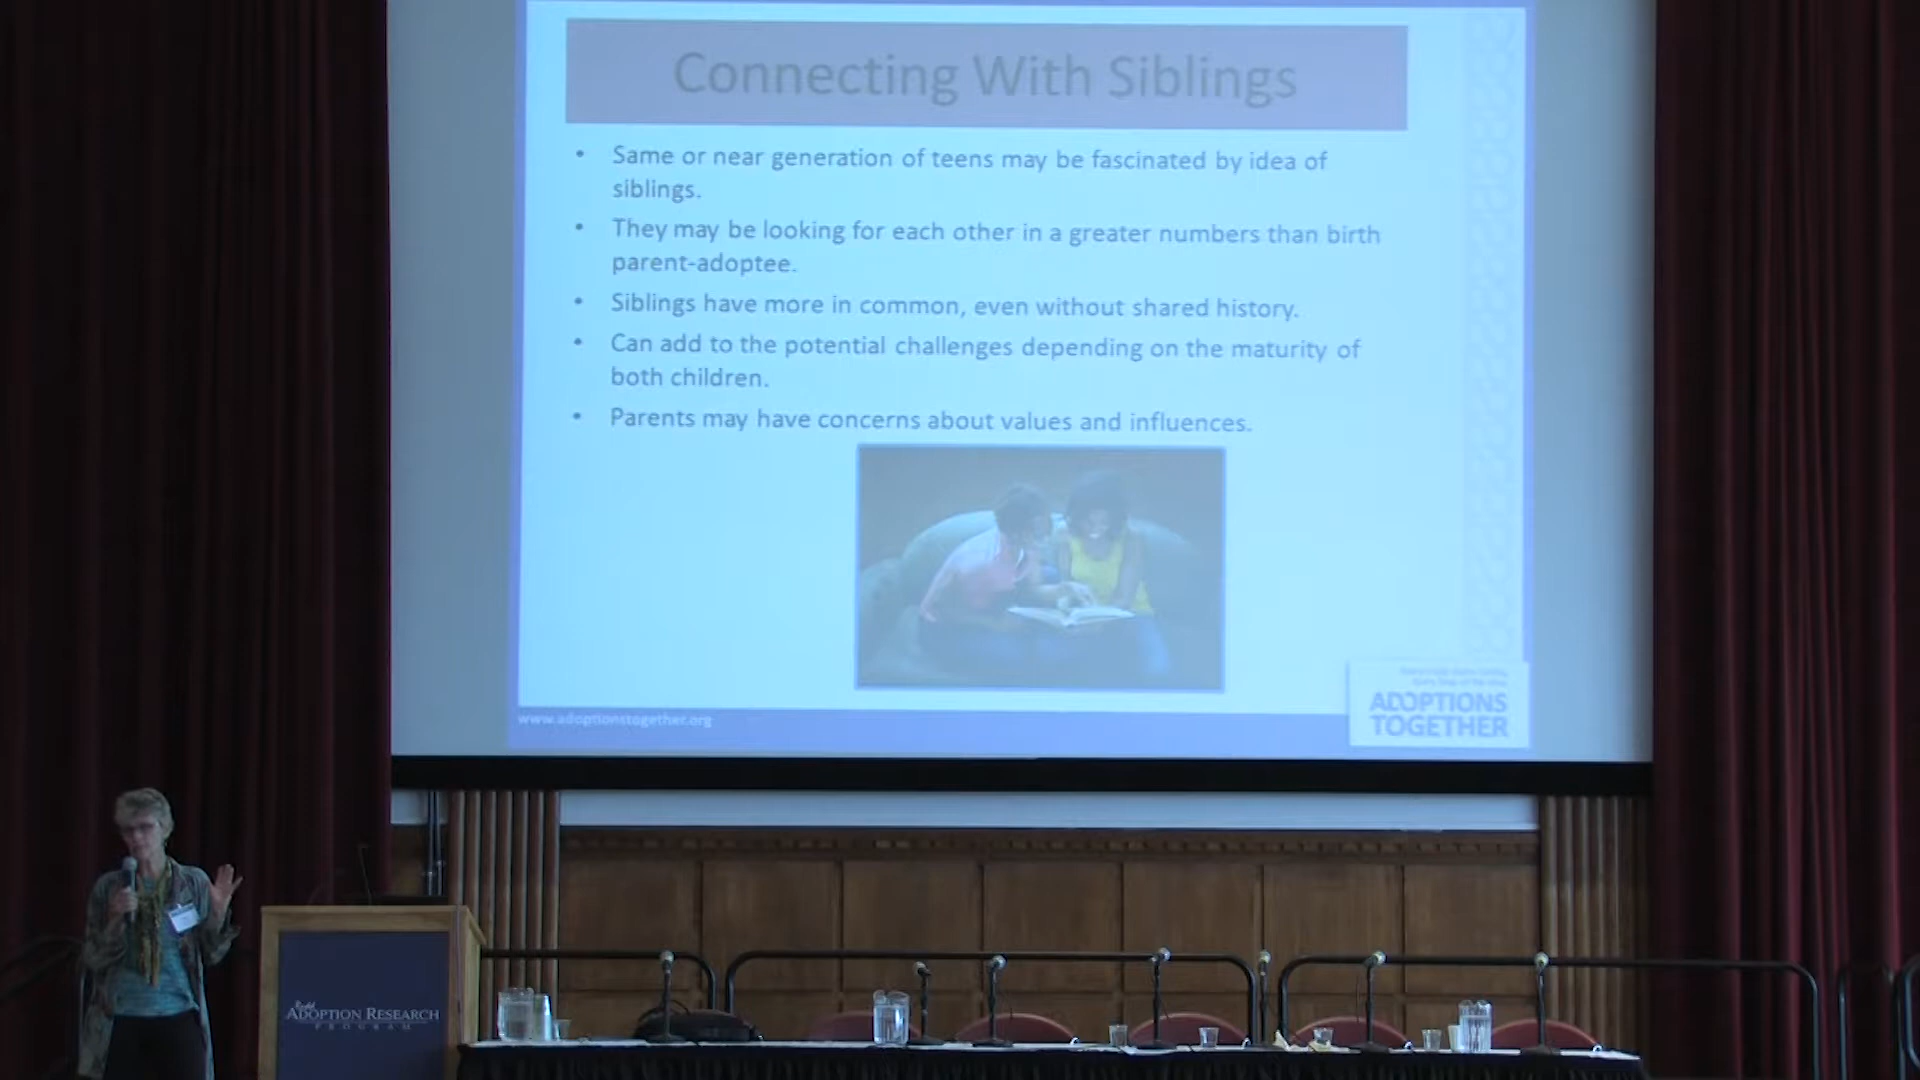 Connecting With Siblings
• Same or near generation of teens may be fascinated by idea of
siblings.
• They may be looking for each other in a greater numbers than birth
parent-adoptee.
• Siblings have more in common, even without shared history.
• Can add to the potential challenges depending on the maturity of
both children.
• Parents may have concerns about values and influences.
www.adoptionstogether.org
ADOPTIONS
TOGETHER
Rudd
ADOPTION RESEARCH
PROGRAM